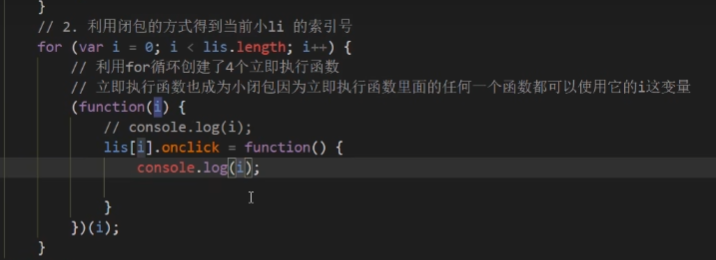 }
// 2. 利用闭包的方式得到当前小li 的索引号
for (var i = 0; i < lis.length; i++) {
// 利用for循环创建了4个立即执行函数
// 立即执行函数也成为小闭包因为立即执行函数里面的任何一个函数都可以使用它的i这变量
(function(i) {
// console.log(i);
lis[i].onclick = function() {
console.log(i);
}
})(i);
}